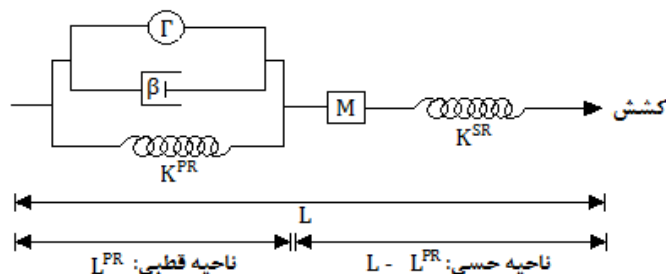 Γ
β
M
کشش
K^PR
K^SR
L
ناحیه قطبی: L^PR
ناحیه حسی: L - L^PR